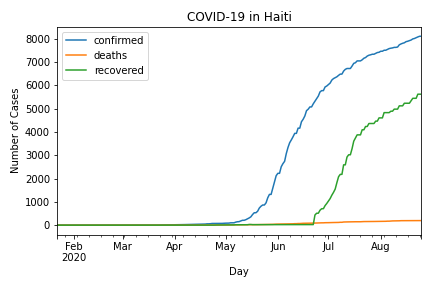 COVID-19 in Haiti
confirmed
deaths
recovered
Number of Cases
8000
7000
6000
5000
4000
3000
2000
1000
0
Feb Mar Apr May Jun Jul Aug
2020
Day